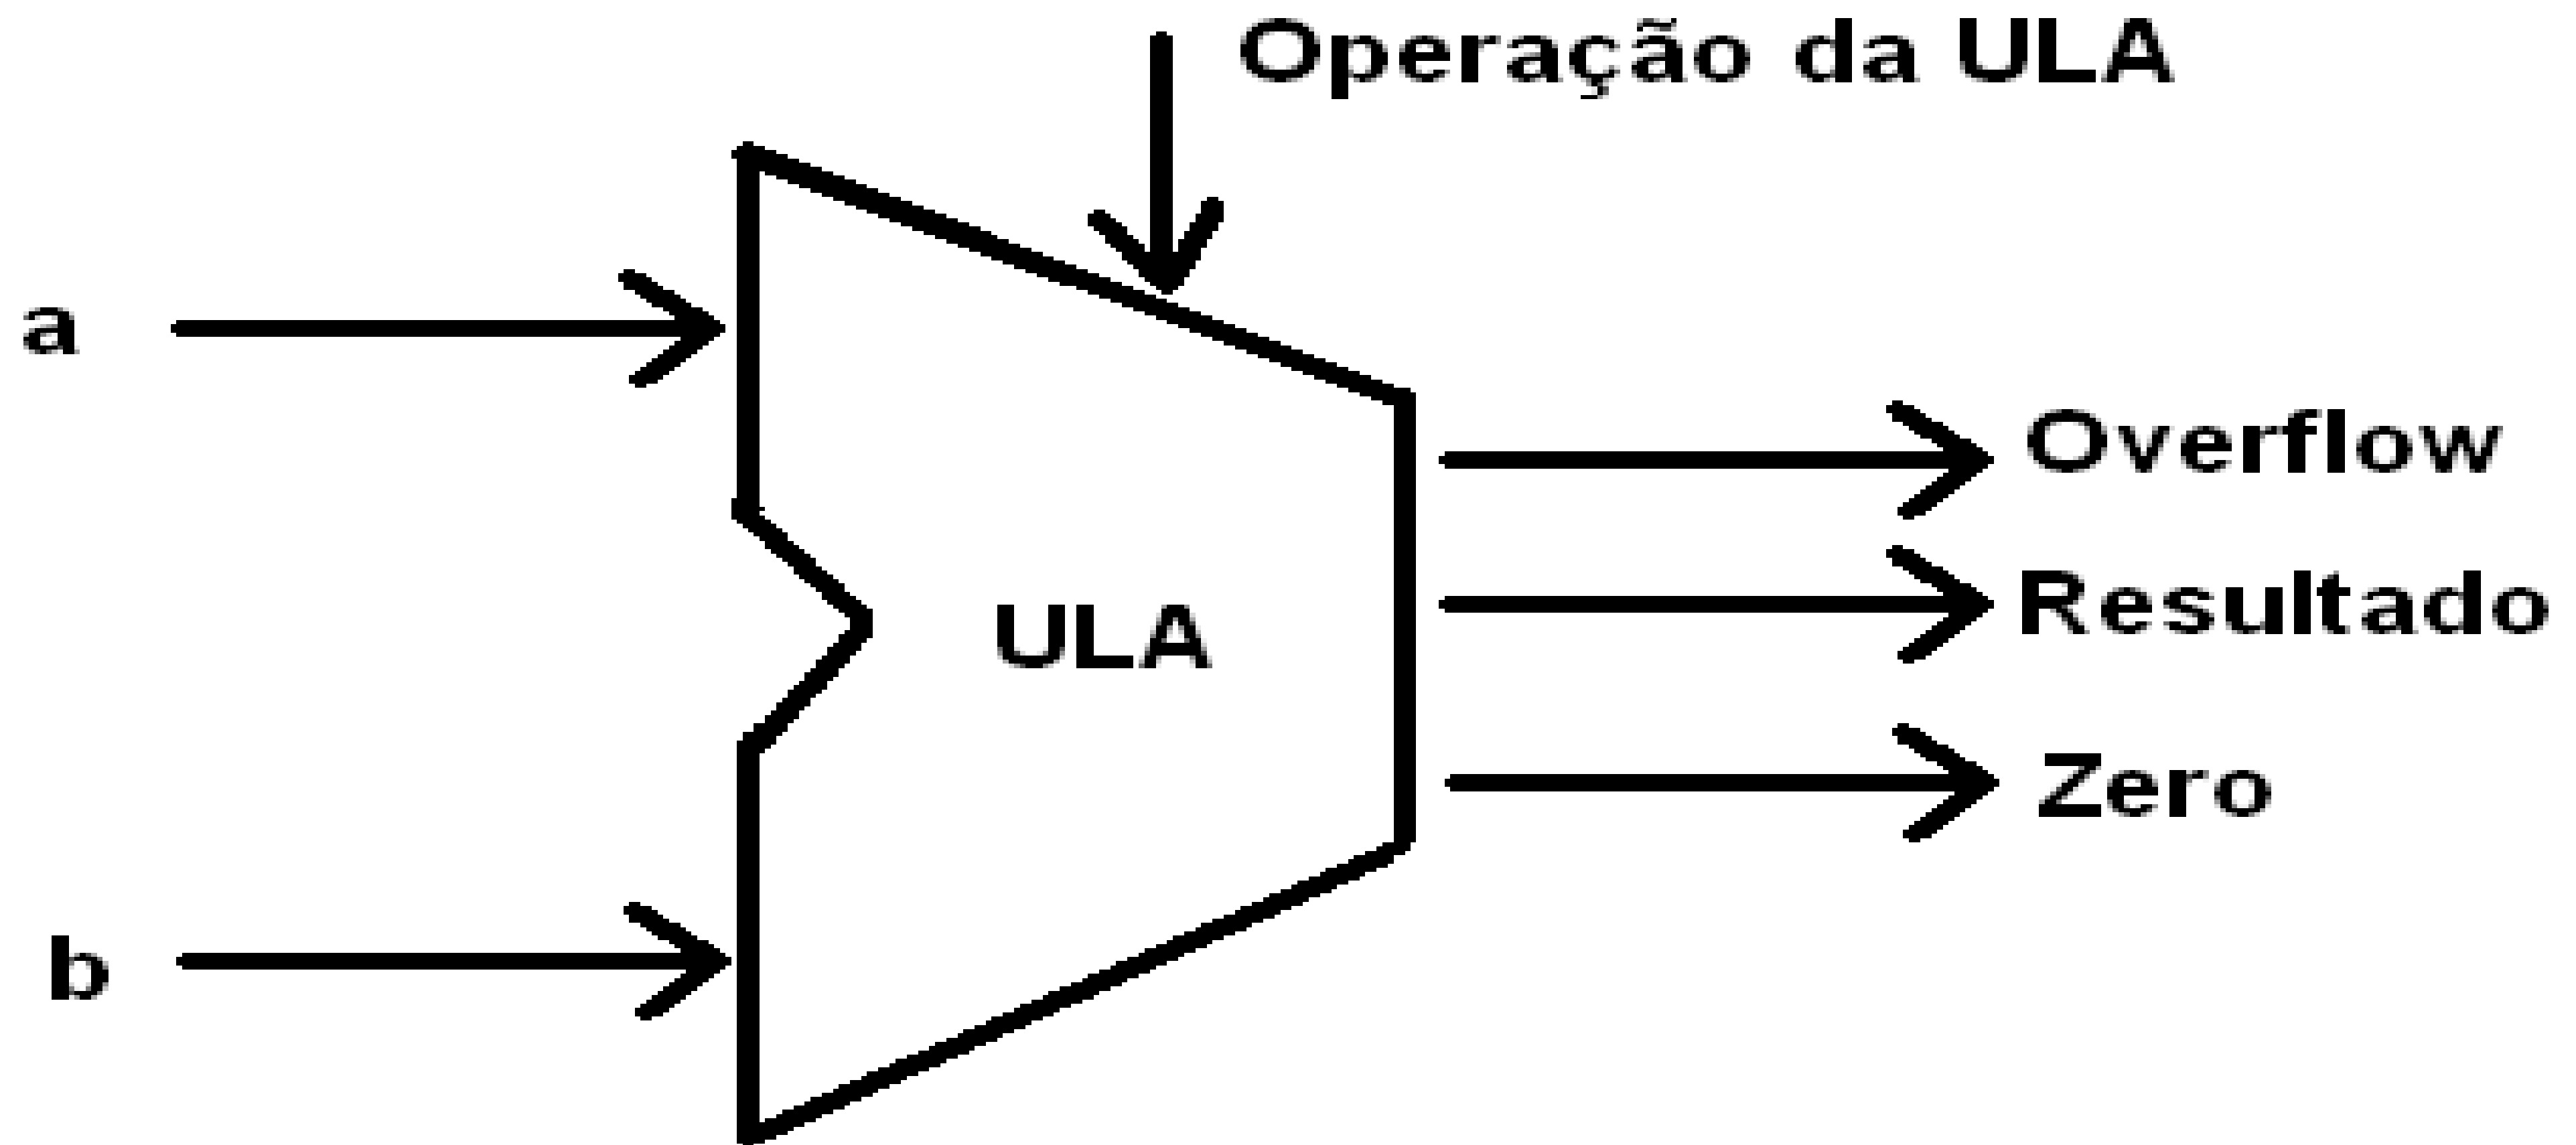 Operação da ULA
a
Overflow
Resultado
ULA
Zero
b